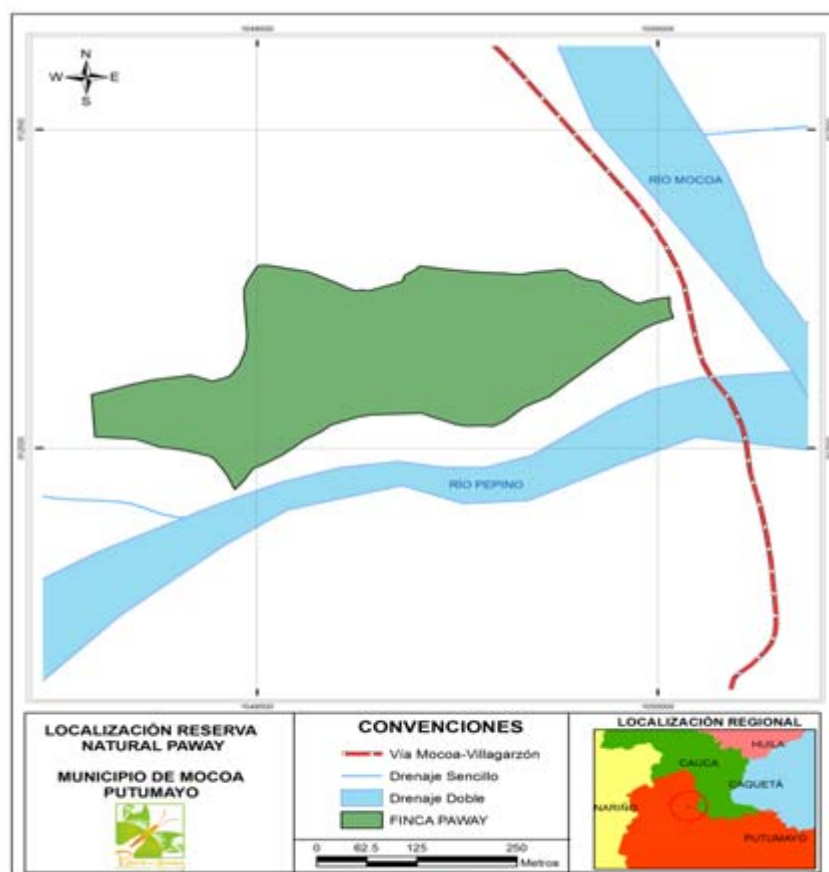 N
W E
S
RÍO MOCOA
RÍO PEPINO
LOCALIZACIÓN RESERVA
NATURAL PAWAY
MUNICIPIO DE MOCOA
PUTUMAYO
CONVENCIONES
Vía Mocoa-Villagarzón
Drenaje Sencillo
Drenaje Doble
FINCA PAWAY
0 62.5 125 250
Metros
LOCALIZACIÓN REGIONAL
HUILA
CAUCA
CAQUETÁ
NARIÑO
PUTUMAYO